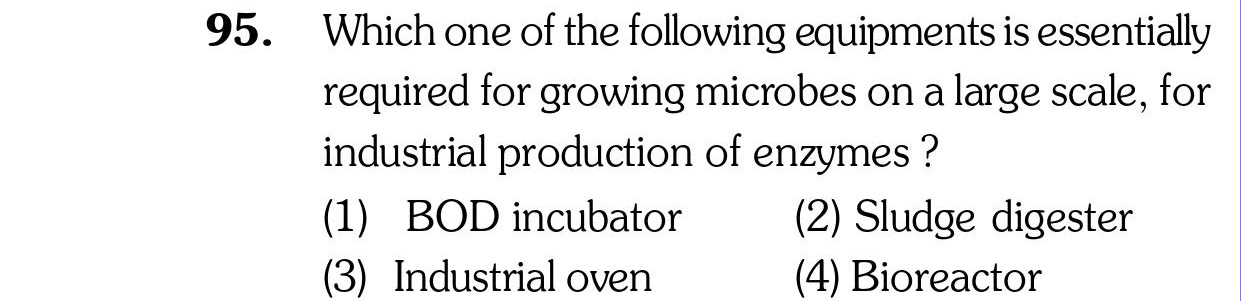 95. Which one of the following equipments is essentially
required for growing microbes on a large scale, for
industrial production of enzymes ?
(1) BOD incubator (2) Sludge digester
(3) Industrial oven (4) Bioreactor